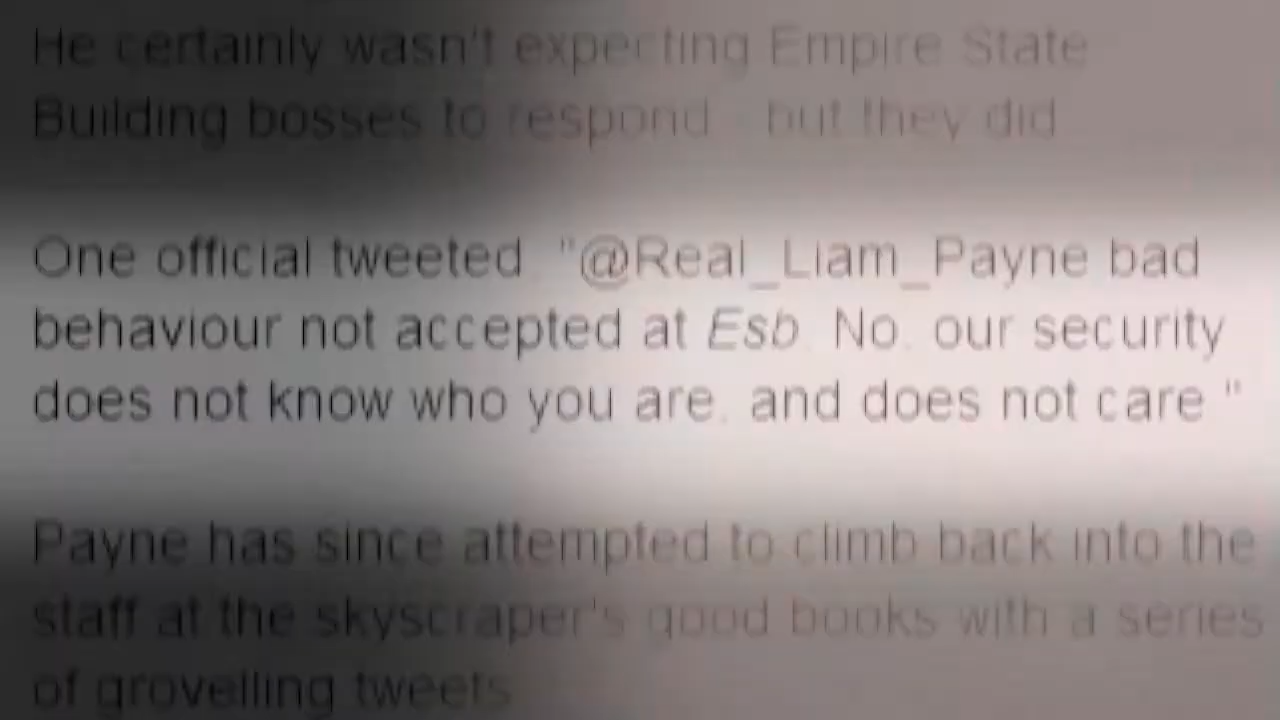 He certainly wasn't expecting Empire State
Building bosses to respond - but they did.
One official tweeted: "@Real_Liam_Payne bad
behaviour not accepted at Esb. No, our security
does not know who you are, and does not care."
Payne has since attempted to climb back into the
staff at the skyscraper's good books with a series
of grovelling tweets